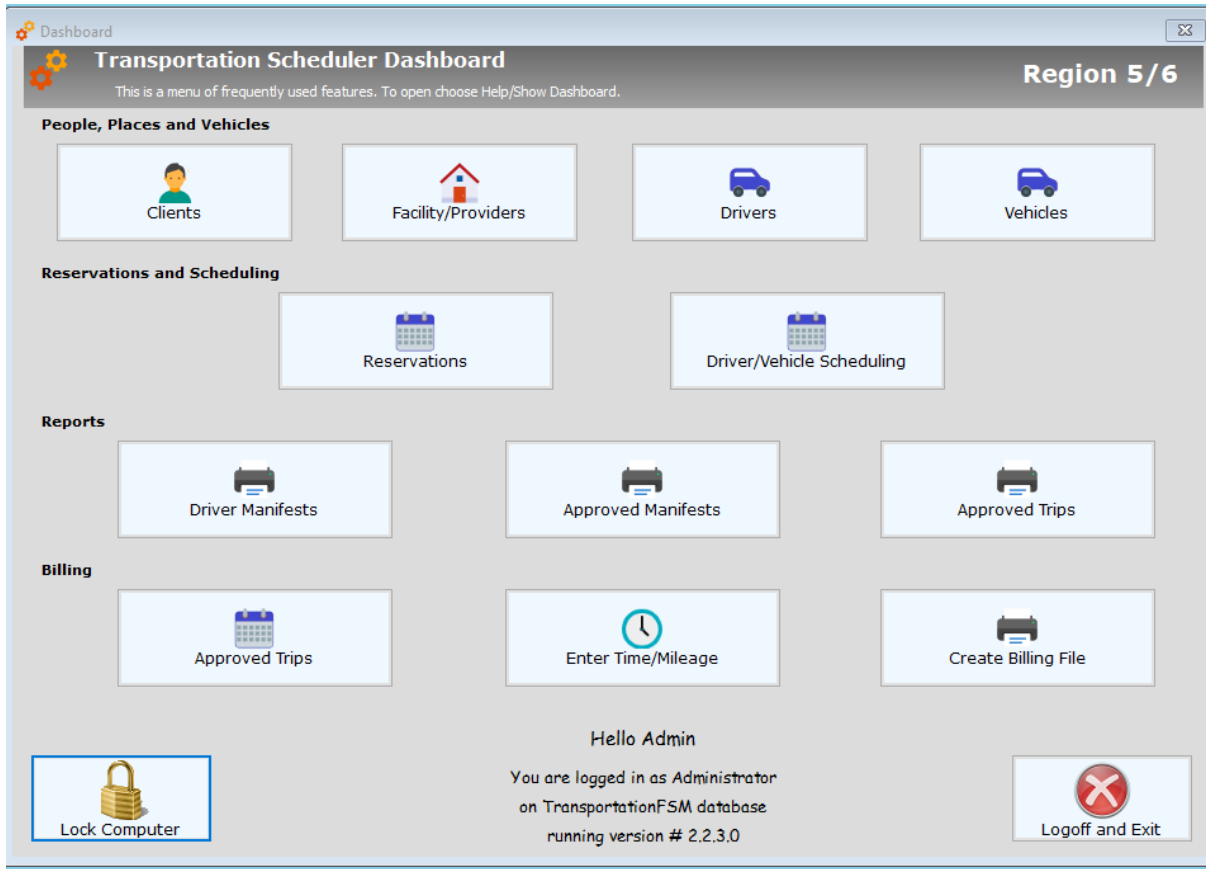 Dashboard
Transportation Scheduler Dashboard
This is a menu of frequently used features. To open choose Help/Show Dashboard.
Region 5/6
People, Places and Vehicles
Clients
Facility/Providers
Drivers
Vehicles
Reservations and Scheduling
Reservations
Driver/Vehicle Scheduling
Reports
Driver Manifests
Approved Manifests
Approved Trips
Billing
Approved Trips
Enter Time/Mileage
Create Billing File
Hello Admin
You are logged in as Administrator
on TransportationFSM database
running version # 2.2.3.0
Lock Computer
Logoff and Exit